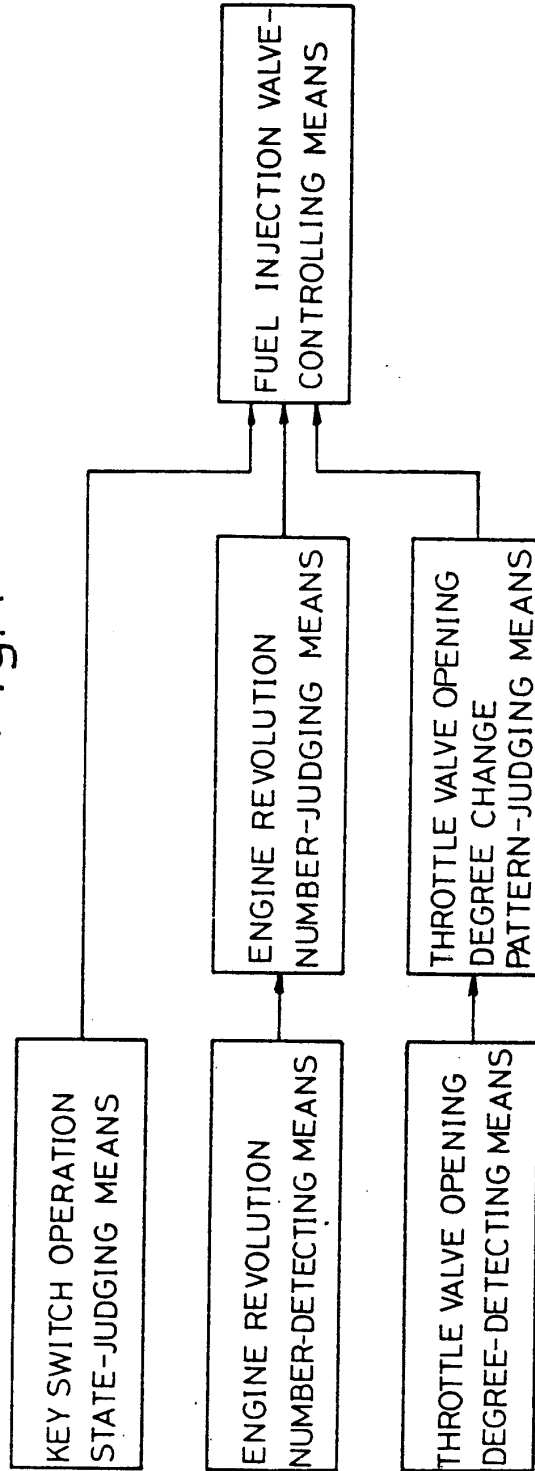 KEY SWITCH OPERATION
STATE-JUDGING MEANS
ENGINE REVOLUTION
NUMBER-DETECTING MEANS
THROTTLE VALVE OPENING
DEGREE-DETECTING MEANS
ENGINE REVOLUTION
NUMBER-JUDGING MEANS
THROTTLE VALVE OPENING
DEGREE CHANGE
PATTERN-JUDGING MEANS
FUEL INJECTION VALVE-
CONTROLLING MEANS